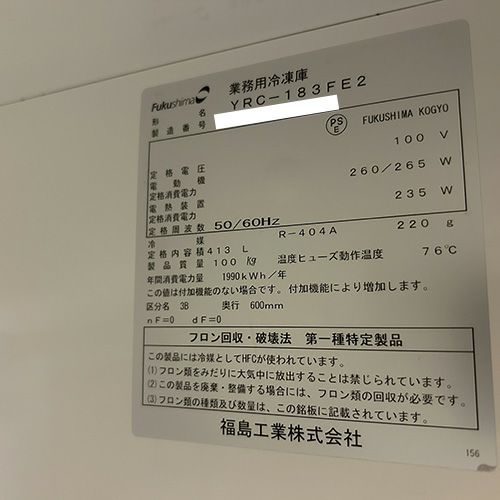 Fukushima 業務用冷凍庫
形名 YRC-183FE2
製造番号
PS E FUKUSHIMA KOGYO
定格電圧 100 V
電動機定格消費電力 260/265 W
電熱装置定格消費電力 235 W
定格周波数 50/60Hz
冷媒 R-404A 220 g
定格内容積 413 L
製品質量 100 kg 温度ヒューズ動作温度 76℃
年間消費電力量 1990kWh/年
この値は付加機能のない場合です。付加機能により増加します。
区分名 3B 奥行 600mm
nF=0 dF=0
フロン回収・破壊法 第一種特定製品
この製品には冷媒としてHFCが使われています。
(1)フロン類をみだりに大気中に放出することは禁じられています。
(2)この製品を廃棄・整備する場合には、フロン類の回収が必要です。
(3)フロン類の種類及び数量は、この銘板に記載されています。
福島工業株式会社
156